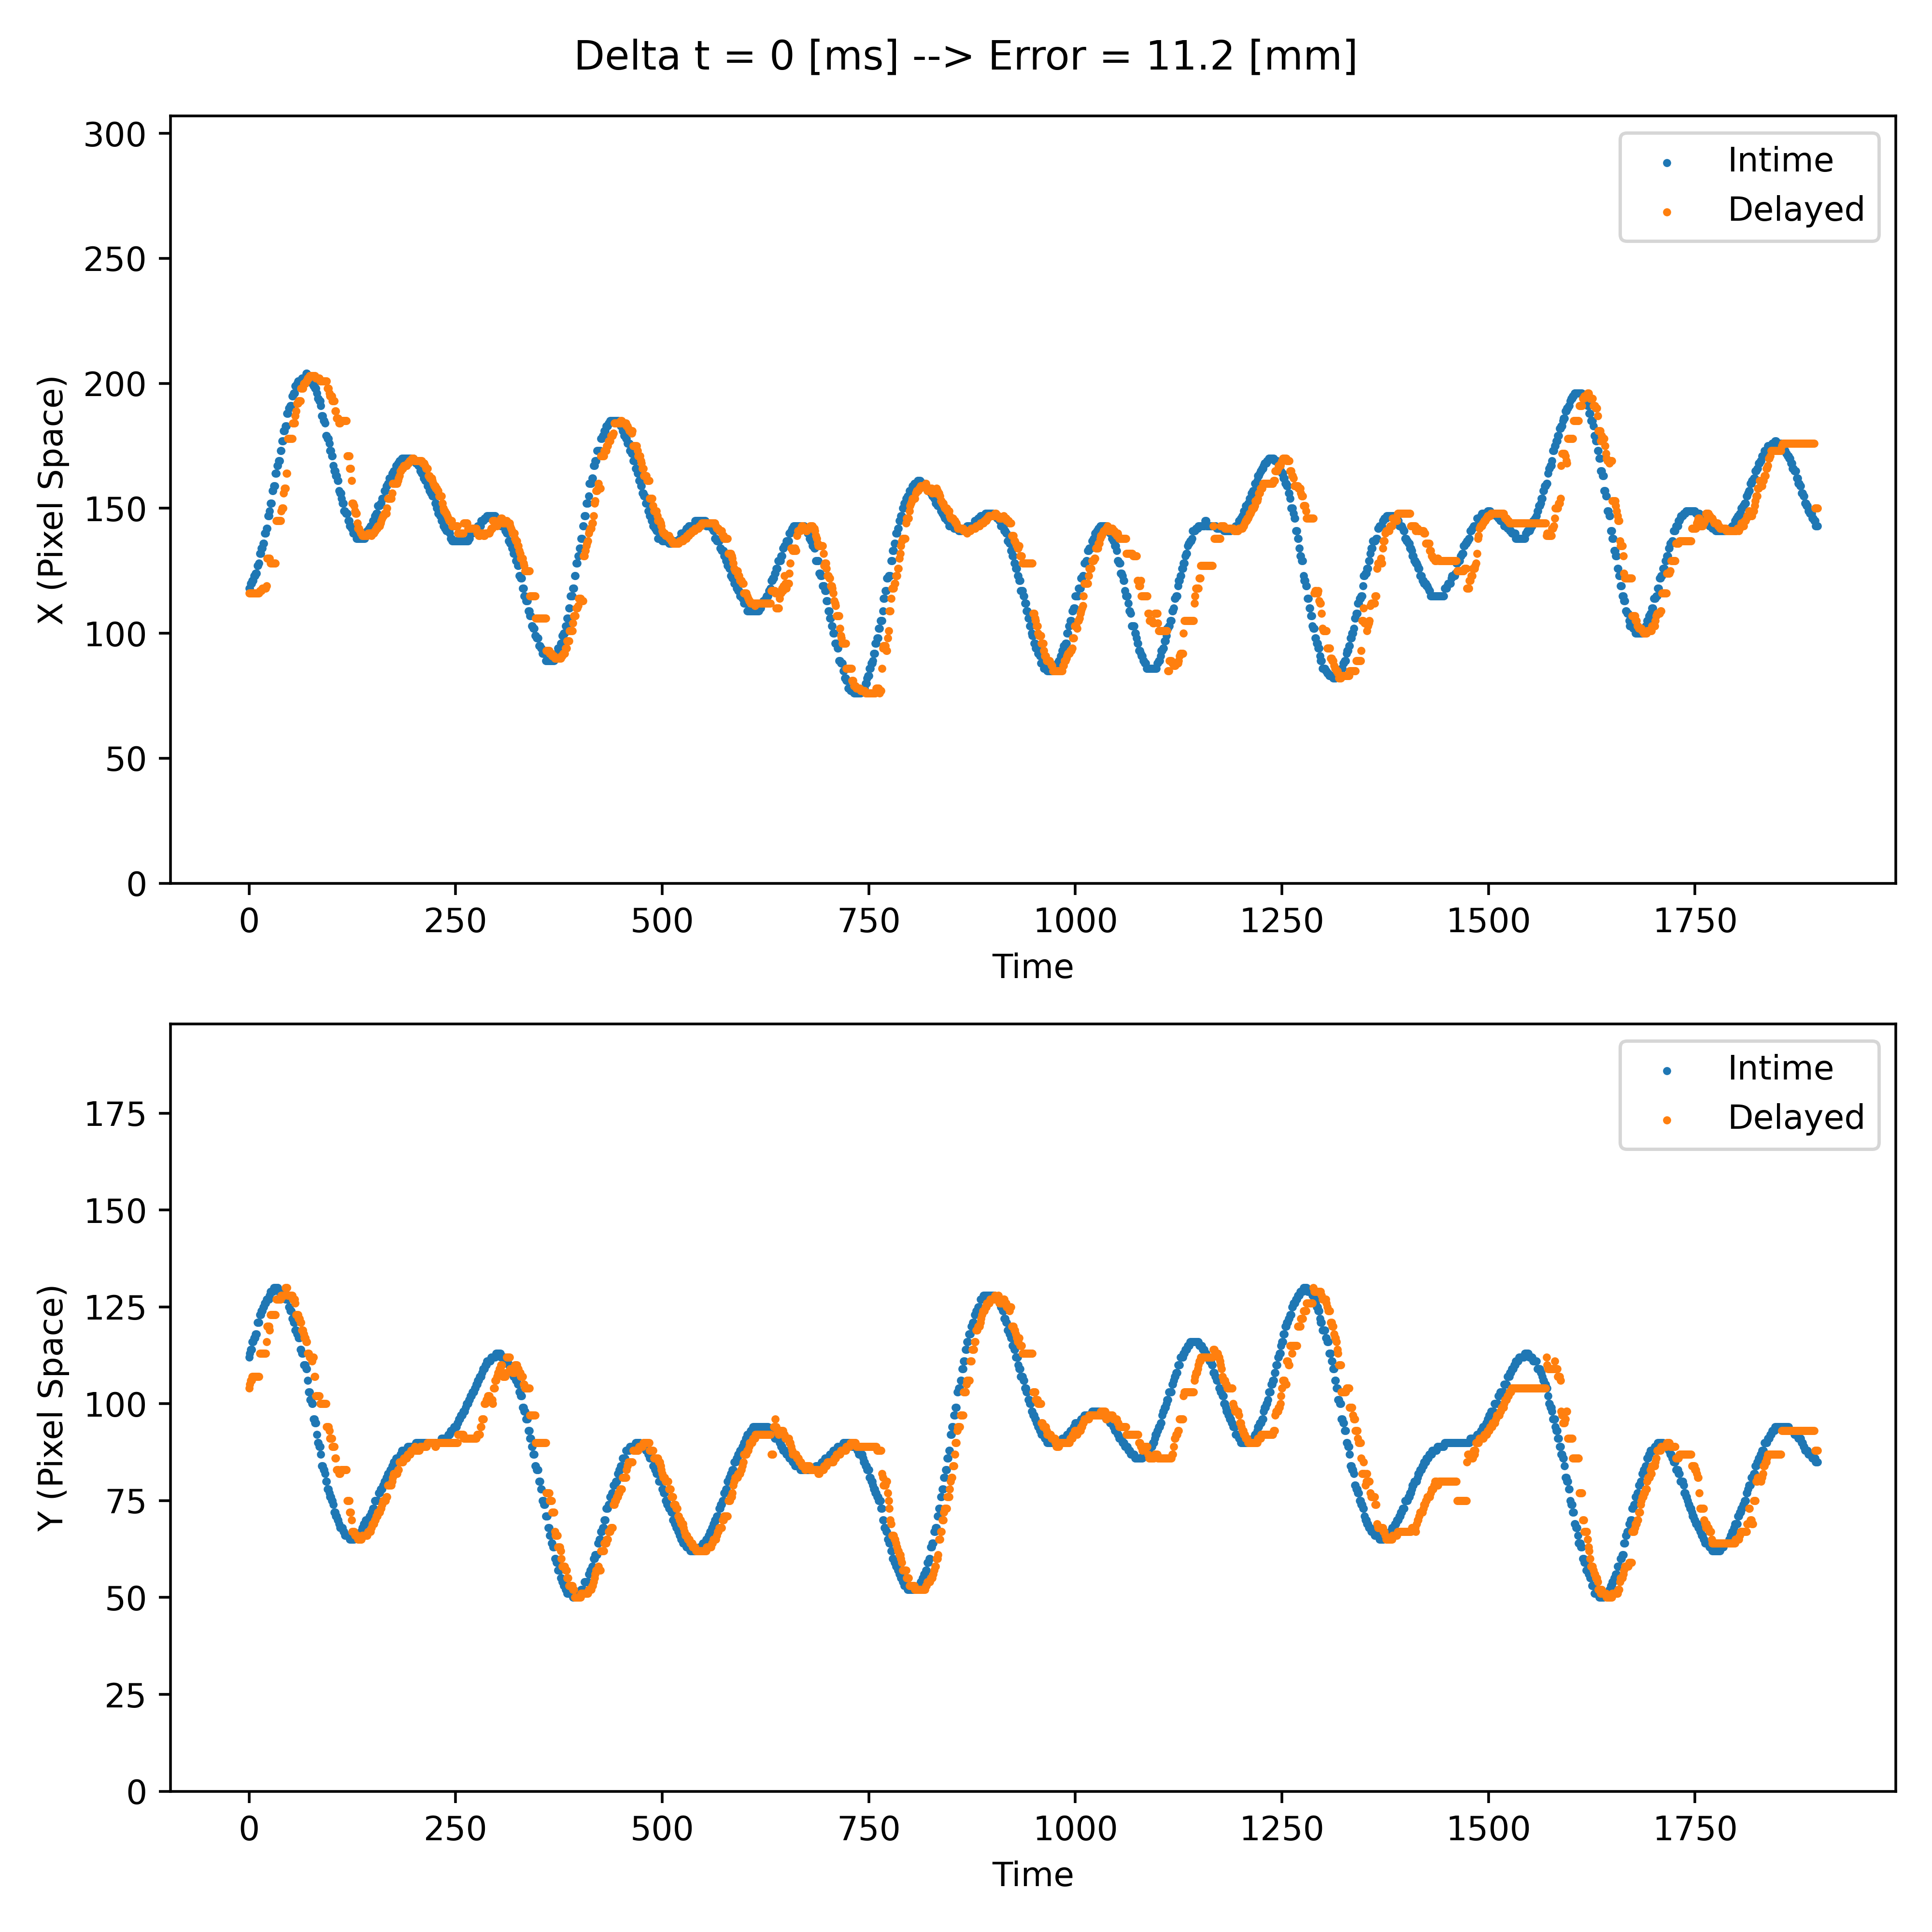 Delta t = 0 [ms] --> Error = 11.2 [mm]
300
250
200
150
100
50
0
X (Pixel Space)
Intime
Delayed
0 250 500 750 1000 1250 1500 1750
Time
175
150
125
100
75
50
25
0
Y (Pixel Space)
Intime
Delayed
0 250 500 750 1000 1250 1500 1750
Time